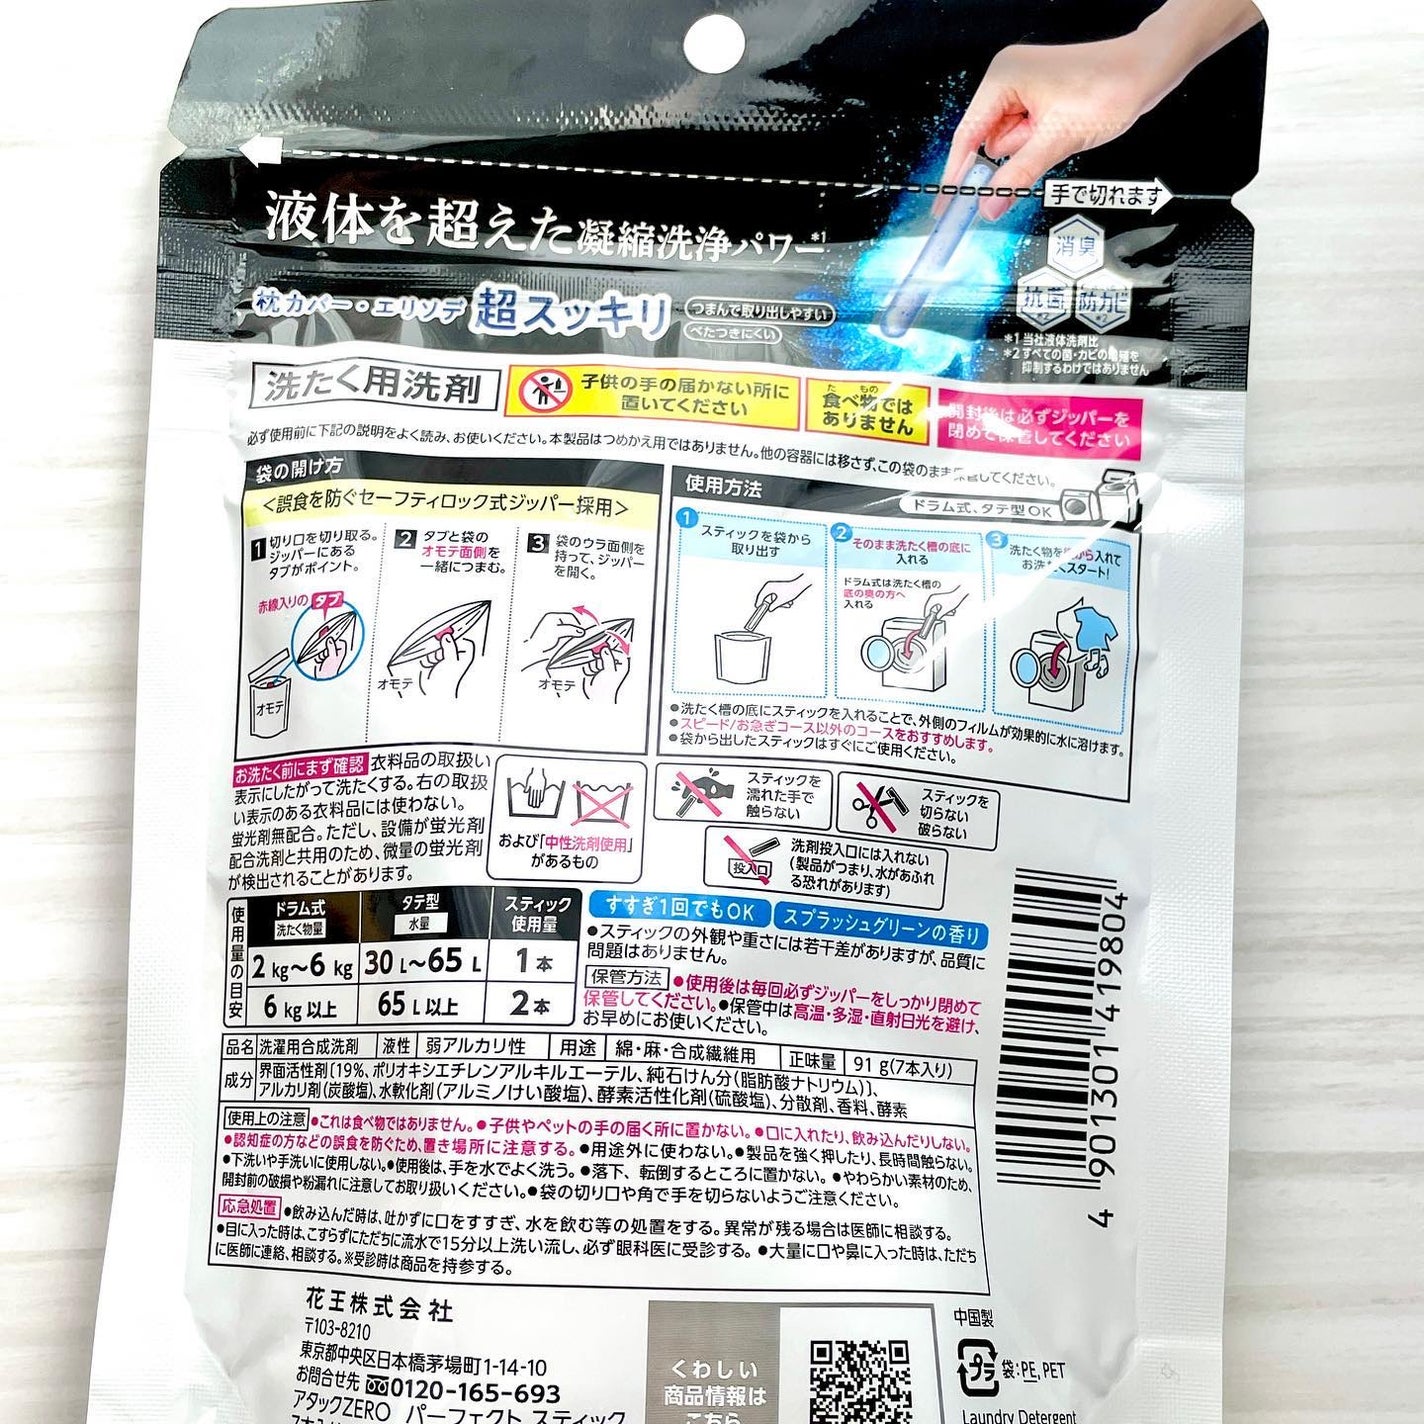 手で切れます
液体を超えた凝縮洗浄パワー*1
枕カバー・エリソデ 超スッキリ
つまんで取り出しやすい
べたつきにくい
消臭
抗菌*2 防カビ*2
*1 当社液体洗剤比
*2 すべての菌・カビの増殖を
抑制するわけではありません
洗たく用洗剤
子供の手の届かない所に
置いてください
食べ物では
ありません
た もの
開封後は必ずジッパーを
閉めて保管してください
必ず使用前に下記の説明をよく読み、お使いください。本製品はつめかえ用ではありません。他の容器には移さず、この袋のまま保管してください。
袋の開け方
<誤食を防ぐセーフティロック式ジッパー採用>
1 切り口を切り取る。
ジッパーにある
タブがポイント。
赤線入りの タブ
オモテ
2 タブと袋の
オモテ面側を
一緒につまむ。
オモテ
3 袋のウラ面側を
持って、ジッパー
を開く。
オモテ
使用方法
ドラム式、タテ型OK
1 スティックを袋から
取り出す
2 そのまま洗たく槽の底に
入れる
ドラム式は洗たく槽の
底の奥の方へ
入れる
3 洗たく物を後から入れて
お洗たくスタート!
●洗たく槽の底にスティックを入れることで、外側のフィルムが効果的に水に溶けます。
●スピード/お急ぎコース以外のコースをおすすめします。
●袋から出したスティックはすぐにご使用ください。
お洗たく前にまず確認 衣料品の取扱い
表示にしたがって洗たくする。右の取扱
い表示のある衣料品には使わない。
蛍光剤無配合。ただし、設備が蛍光剤
配合洗剤と共用のため、微量の蛍光剤
が検出されることがあります。
および「中性洗剤使用」
があるもの
スティックを
濡れた手で
触らない
スティックを
切らない
破らない
投入口
洗剤投入口には入れない
(製品がつまり、水があふれ
る恐れがあります)
使用量の目安
ドラム式 タテ型 スティック
洗たく物量 水量 使用量
2kg〜6kg 30L〜65L 1本
6kg以上 65L以上 2本
すすぎ1回でもOK スプラッシュグリーンの香り
●スティックの外観や重さには若干差がありますが、品質に
問題はありません。
保管方法 ●使用後は毎回必ずジッパーをしっかり閉めて
保管してください。●保管中は高温・多湿・直射日光を避け、
お早めにお使いください。
品名 洗濯用合成洗剤 液性 弱アルカリ性 用途 綿・麻・合成繊維用 正味量 91g(7本入り)
成分 界面活性剤〔19%、ポリオキシエチレンアルキルエーテル、純石けん分(脂肪酸ナトリウム)〕、
アルカリ剤(炭酸塩)、水軟化剤(アルミノけい酸塩)、酵素活性化剤(硫酸塩)、分散剤、香料、酵素
使用上の注意 ●これは食べ物ではありません。●子供やペットの手の届く所に置かない。●口に入れたり、飲み込んだりしない。
●認知症の方などの誤食を防ぐため、置き場所に注意する。●用途外に使わない。●製品を強く押したり、長時間触らない。
●下洗いや手洗いに使用しない。●使用後は、手を水でよく洗う。●落下、転倒するところに置かない。●やわらかい素材のため、
開封前の破損や粉漏れに注意してお取り扱いください。●袋の切り口や角で手を切らないようご注意ください。
応急処置 ●飲み込んだ時は、吐かずに口をすすぎ、水を飲む等の処置をする。異常が残る場合は医師に相談する。
●目に入った時は、こすらずにただちに流水で15分以上洗い流し、必ず眼科医に受診する。●大量に口や鼻に入った時は、ただち
に医師に連絡、相談する。※受診時は商品を持参する。
4 901301 419804
花王株式会社
〒103-8210
東京都中央区日本橋茅場町1-14-10
お問合せ先 0120-165-693
アタックZERO パーフェクト スティック
くわしい
商品情報は
こちら
中国製
プラ 袋:PE, PET
Laundry Detergent